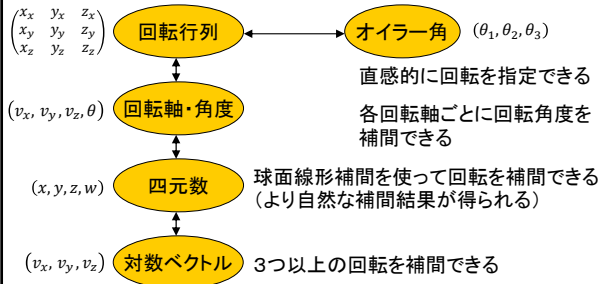 x_x y_x z_x
x_y y_y z_y
x_z y_z z_z
回転行列
オイラー角
(θ_1, θ_2, θ_3)
直感的に回転を指定できる
(v_x, v_y, v_z, θ)
回転軸・角度
各回転軸ごとに回転角度を
補間できる
(x, y, z, w)
四元数
球面線形補間を使って回転を補間できる
(より自然な補間結果が得られる)
(v_x, v_y, v_z)
対数ベクトル
3つ以上の回転を補間できる